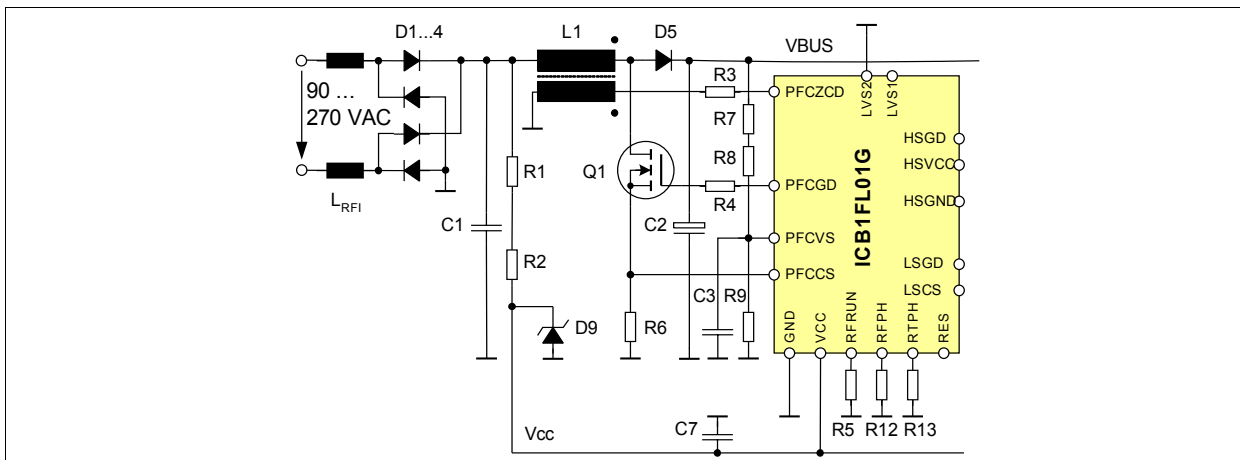 D1...4
L1
D5
VBUS
90 ...
270 VAC
L_RFI
C1
R1
R2
D9
Q1
R6
C2
R3
R7
R8
R4
C3
R9
PFCZCD
PFCGD
PFCVS
PFCCS
LVS2
LVS1
HSGD
HSVCC
HSGND
LSGD
LSCS
ICB1FL01G
GND
VCC
RFRUN
RFPH
RTPH
RES
R5
R12
R13
Vcc
C7